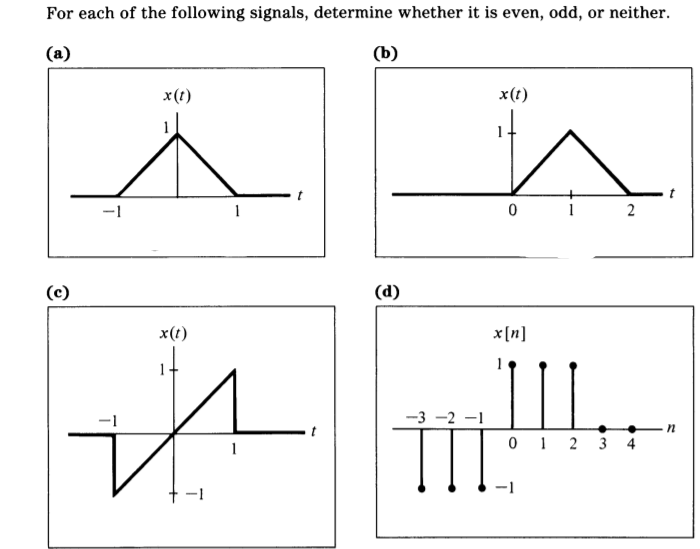 For each of the following signals, determine whether it is even, odd, or neither.
(a)
(b)
x(t)
1
t
−1
1
x(t)
1
t
0
1
2
(c)
(d)
x(t)
1
−1
t
1
−1
x[n]
1
−3 −2 −1
n
0 1 2 3 4
−1